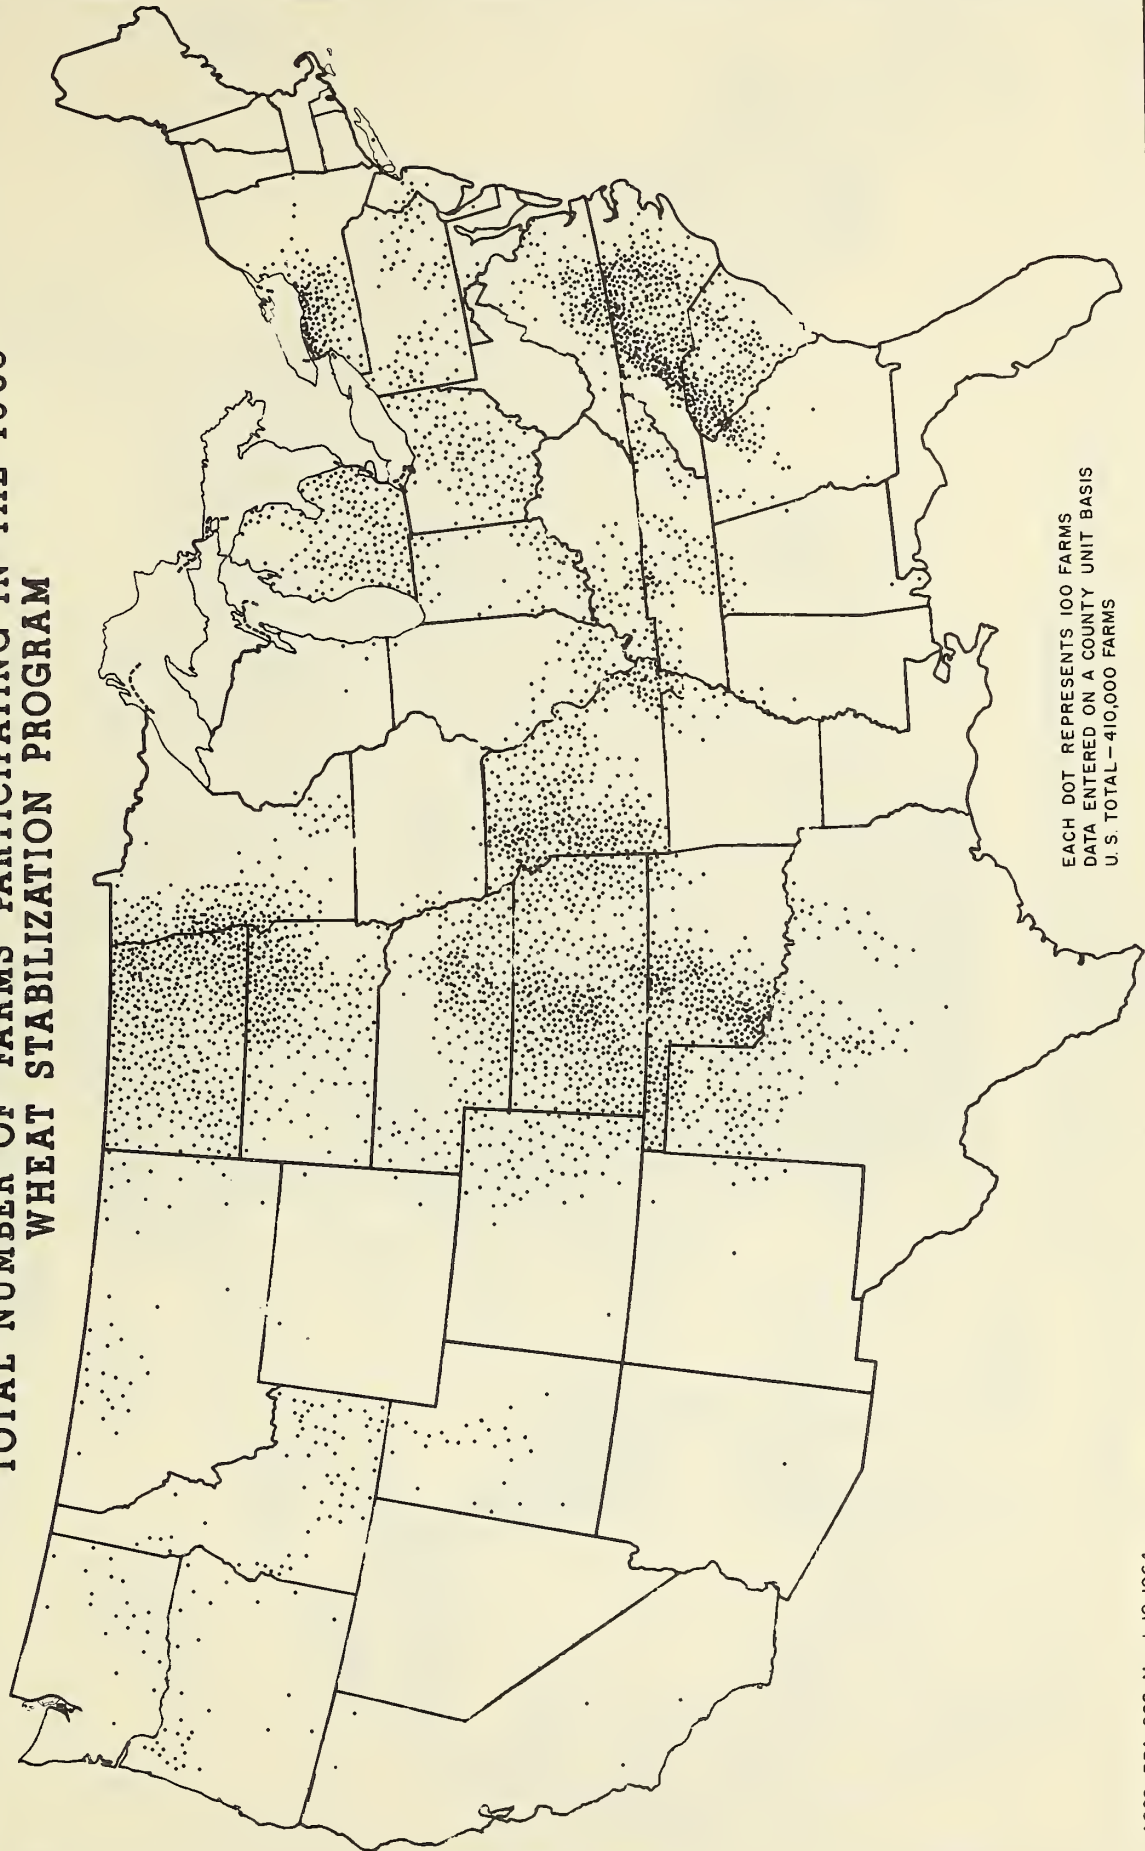 TOTAL NUMBER OF FARMS PARTICIPATING IN THE
WHEAT STABILIZATION PROGRAM
EACH DOT REPRESENTS 100 FARMS
DATA ENTERED ON A COUNTY UNIT BASIS
U. S. TOTAL—410,000 FARMS